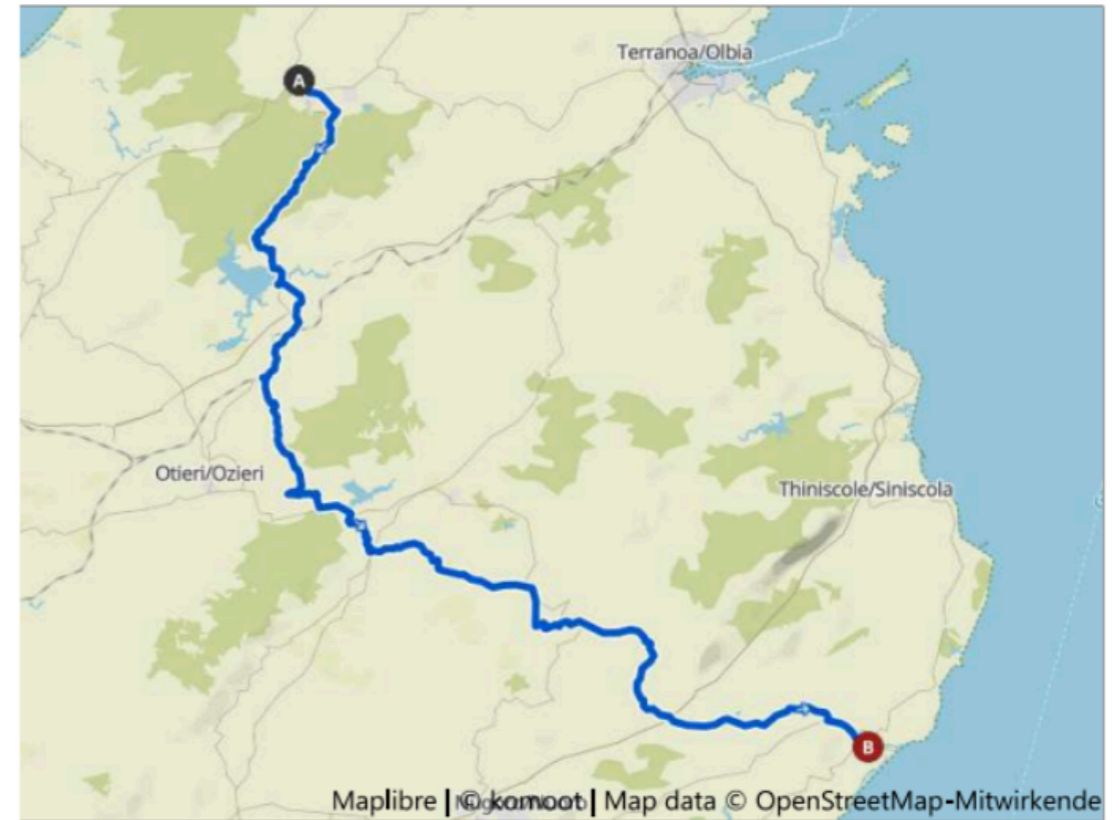 Terranoa/Olbia
A
Otieri/Ozieri
Thiniscole/Siniscola
B
Maplibre | © komoot | Map data © OpenStreetMap-Mitwirkende